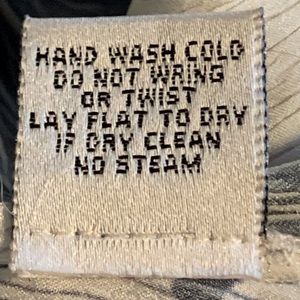 HAND WASH COLD
DO NOT WRING
OR TWIST
LAY FLAT TO DRY
IF DRY CLEAN
NO STEAM